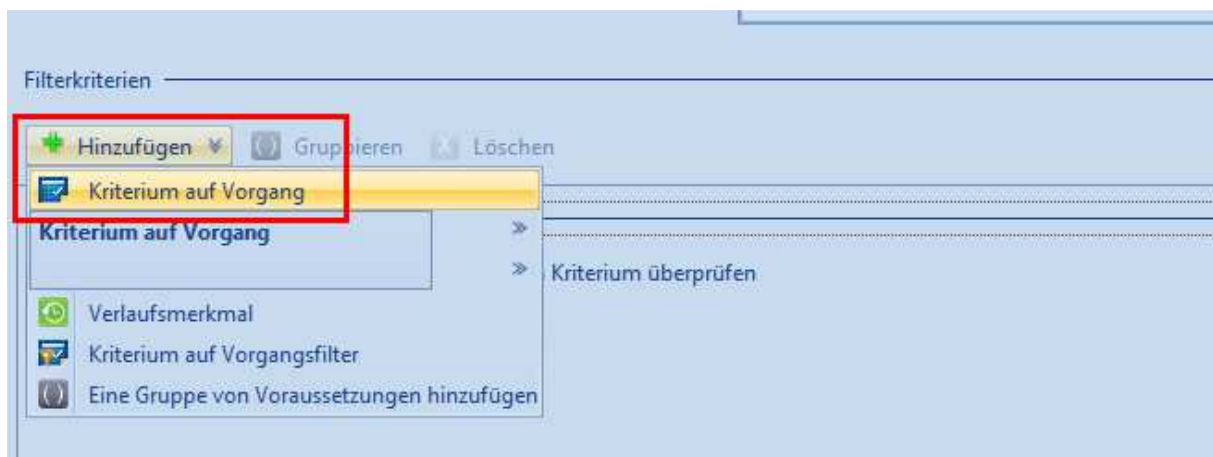 Filterkriterien
Hinzufügen Gruppieren Löschen
Kriterium auf Vorgang
Kriterium auf Vorgang
Kriterium überprüfen
Verlaufsmerkmal
Kriterium auf Vorgangsfilter
Eine Gruppe von Voraussetzungen hinzufügen